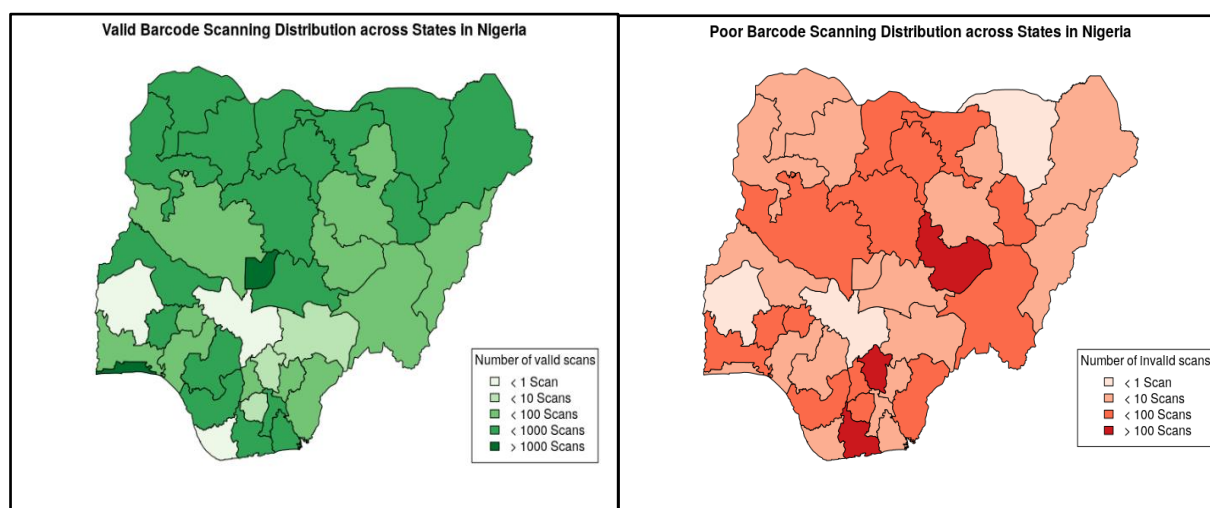 Valid Barcode Scanning Distribution across States in Nigeria
Number of valid scans
< 1 Scan
< 10 Scans
< 100 Scans
< 1000 Scans
> 1000 Scans
Poor Barcode Scanning Distribution across States in Nigeria
Number of invalid scans
< 1 Scan
< 10 Scans
< 100 Scans
> 100 Scans